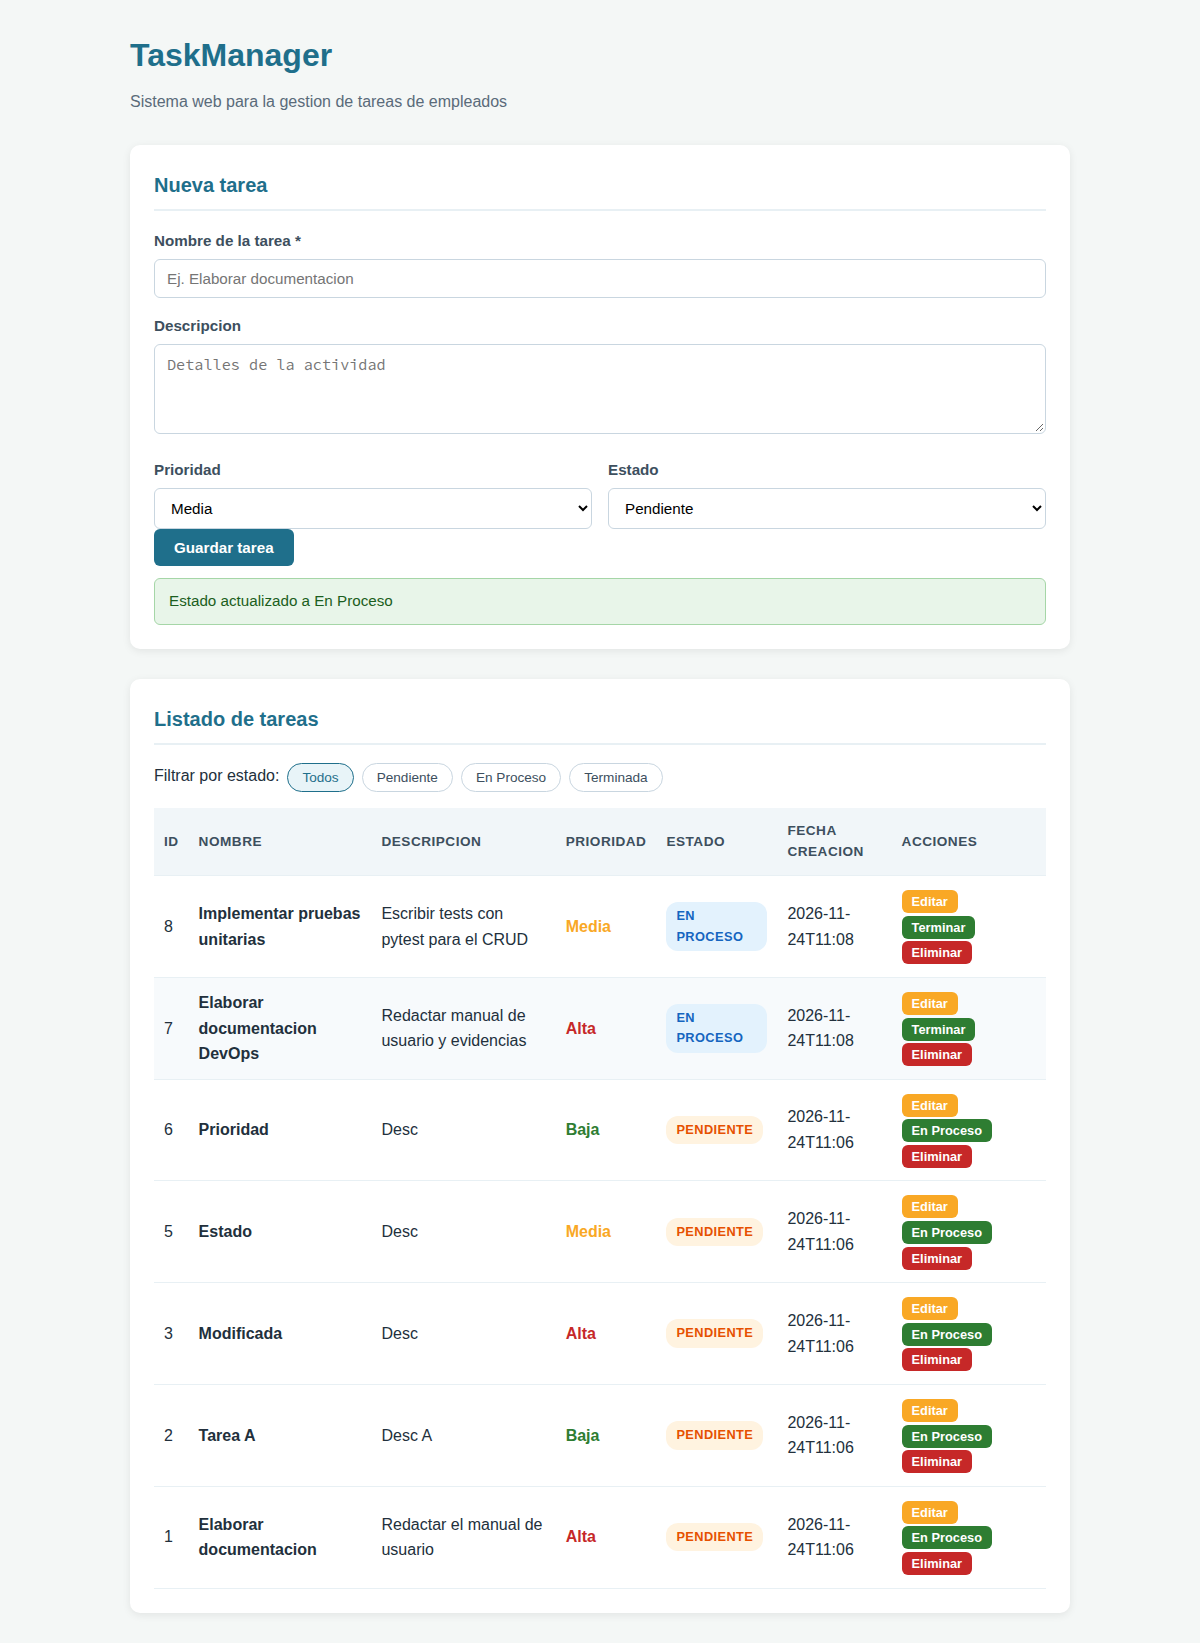 TaskManager
Sistema web para la gestion de tareas de empleados
Nueva tarea
Nombre de la tarea *
Ej. Elaborar documentacion
Descripcion
Detalles de la actividad
Prioridad Estado
Media Pendiente
Guardar tarea
Estado actualizado a En Proceso
Listado de tareas
Filtrar por estado: Todos Pendiente En Proceso Terminada
ID NOMBRE DESCRIPCION PRIORIDAD ESTADO FECHA CREACION ACCIONES
8 Implementar pruebas unitarias Escribir tests con pytest para el CRUD Media EN PROCESO 2026-11-24T11:08 Editar Terminar Eliminar
7 Elaborar documentacion DevOps Redactar manual de usuario y evidencias Alta EN PROCESO 2026-11-24T11:08 Editar Terminar Eliminar
6 Prioridad Desc Baja PENDIENTE 2026-11-24T11:06 Editar En Proceso Eliminar
5 Estado Desc Media PENDIENTE 2026-11-24T11:06 Editar En Proceso Eliminar
3 Modificada Desc Alta PENDIENTE 2026-11-24T11:06 Editar En Proceso Eliminar
2 Tarea A Desc A Baja PENDIENTE 2026-11-24T11:06 Editar En Proceso Eliminar
1 Elaborar documentacion Redactar el manual de usuario Alta PENDIENTE 2026-11-24T11:06 Editar En Proceso Eliminar